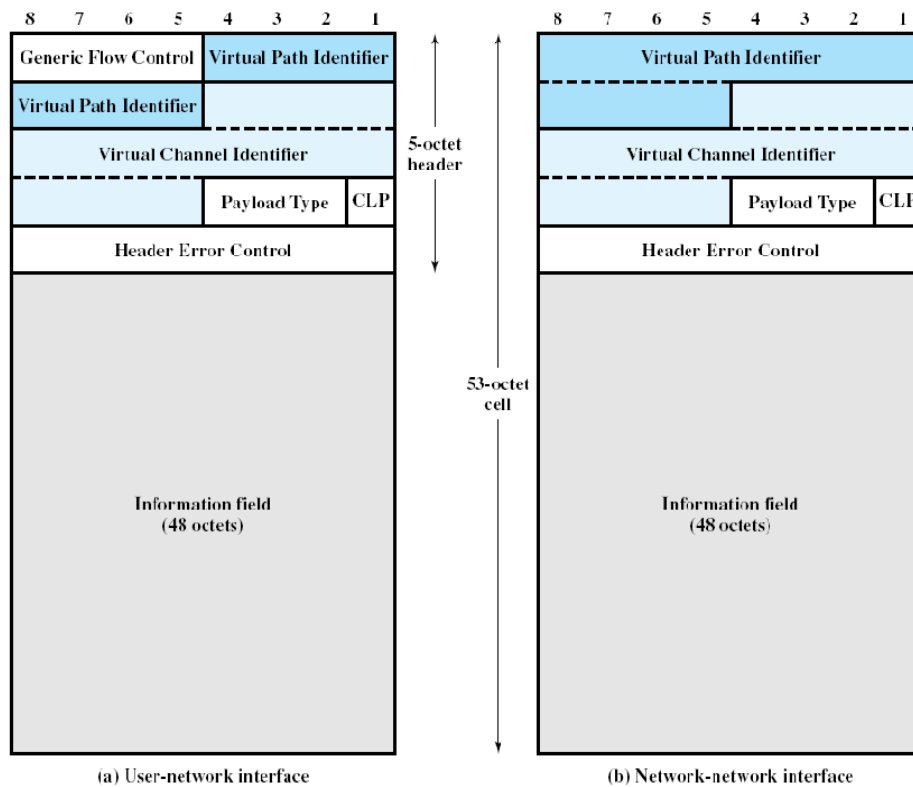 8 7 6 5 4 3 2 1
Generic Flow Control
Virtual Path Identifier
Virtual Path Identifier
Virtual Channel Identifier
Payload Type
CLP
Header Error Control
Information field
(48 octets)
(a) User-network interface
5-octet
header
53-octet
cell
8 7 6 5 4 3 2 1
Virtual Path Identifier
Virtual Channel Identifier
Payload Type
CLP
Header Error Control
Information field
(48 octets)
(b) Network-network interface